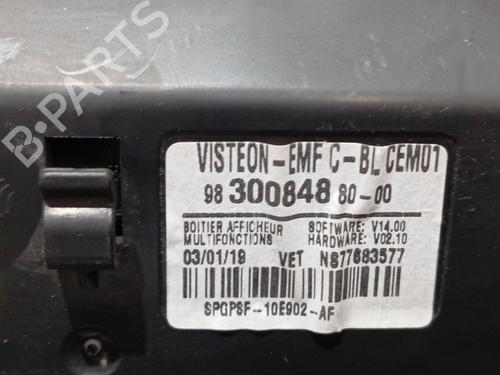 B-PARTS
VISTEON-EMF C-BL CEM01
98 300848 80-00
BOITIER AFFICHEUR SOFTWARE: V14.00
MULTIFONCTIONS HARDWARE: V02.10
03/01/19 VET NS77683577
SPGPSF-10E902-AF